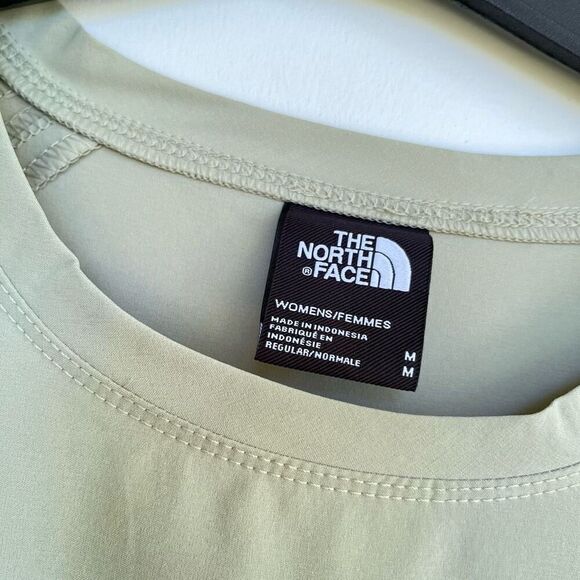 THE
NORTH
® FACE
WOMENS/FEMMES
MADE IN INDONESIA
FABRIQUÉ EN
INDONÉSIE
REGULAR/NORMALE
M
M